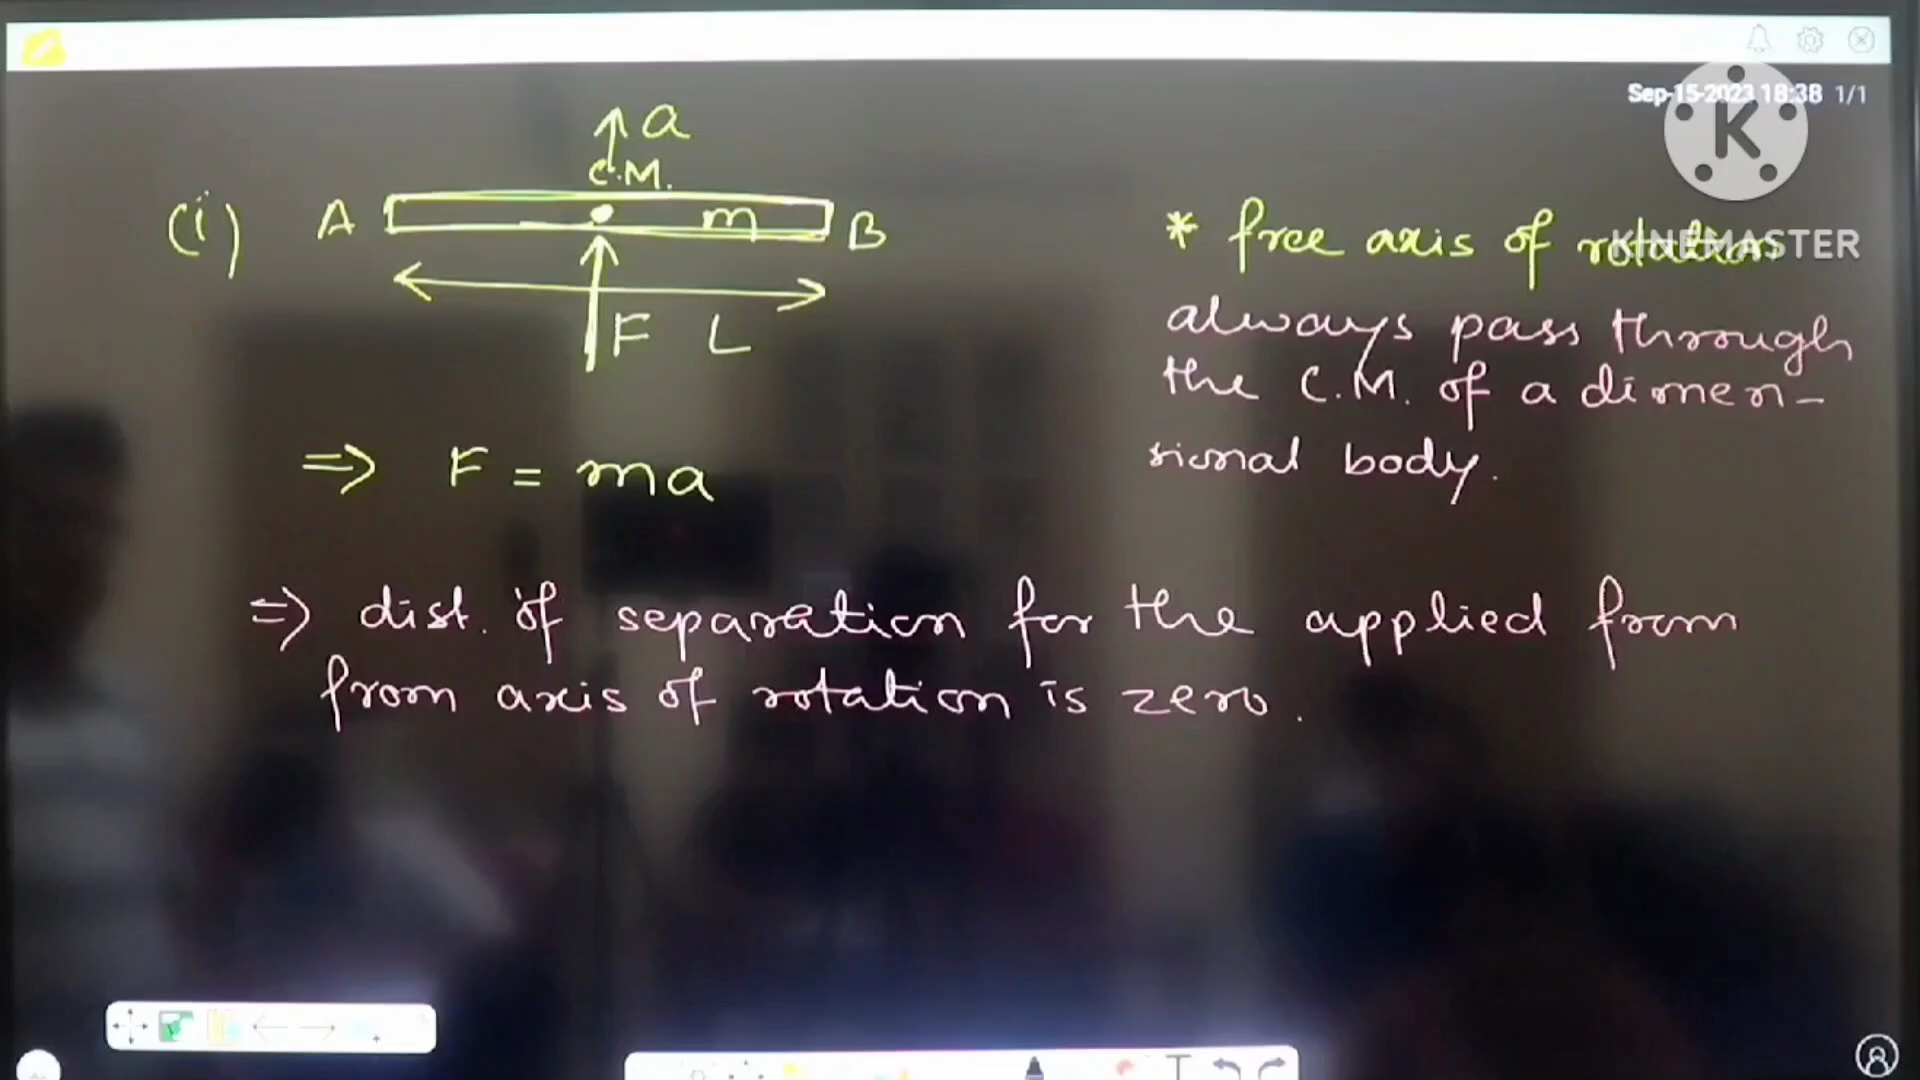 Sep-15-2023 18:38 1/1
K
KINEMASTER
a
C.M.
(i) A m B
F L
* free axis of rotation
always pass through
the C.M. of a dimen-
sional body.
⇒ F = ma
⇒ dist. of separation for the applied from
from axis of rotation is zero.
T